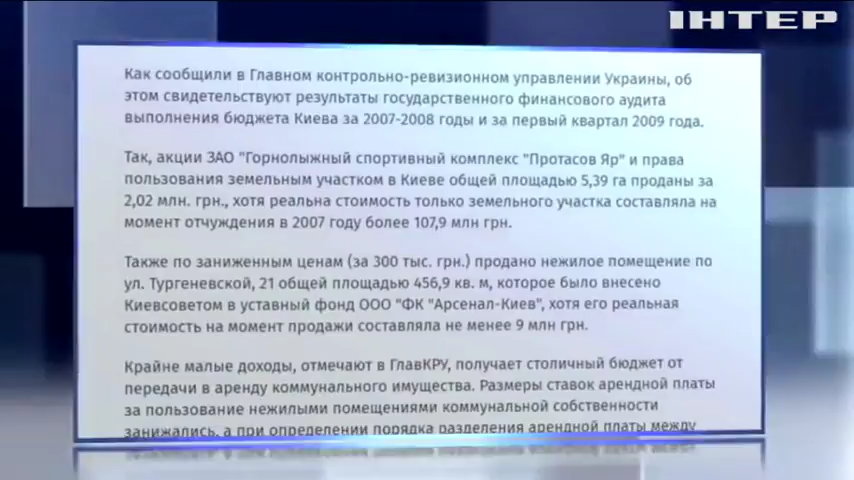 ІНТЕР
Как сообщили в Главном контрольно-ревизионном управлении Украины, об
этом свидетельствуют результаты государственного финансового аудита
выполнения бюджета Киева за 2007-2008 годы и за первый квартал 2009 года.
Так, акции ЗАО "Горнолыжный спортивный комплекс "Протасов Яр" и права
пользования земельным участком в Киеве общей площадью 5,39 га проданы за
2,02 млн. грн., хотя реальна стоимость только земельного участка составляла на
момент отчуждения в 2007 году более 107,9 млн грн.
Также по заниженным ценам (за 300 тыс. грн.) продано нежилое помещение по
ул. Тургеневской, 21 общей площадью 456,9 кв. м, которое было внесено
Киевсоветом в уставный фонд ООО "ФК "Арсенал-Киев", хотя его реальная
стоимость на момент продажи составляла не менее 9 млн грн.
Крайне малые доходы, отмечают в ГлавКРУ, получает столичный бюджет от
передачи в аренду коммунального имущества. Размеры ставок арендной платы
за пользование нежилыми помещениями коммунальной собственности
занижались, а при определении порядка разделения арендной платы между